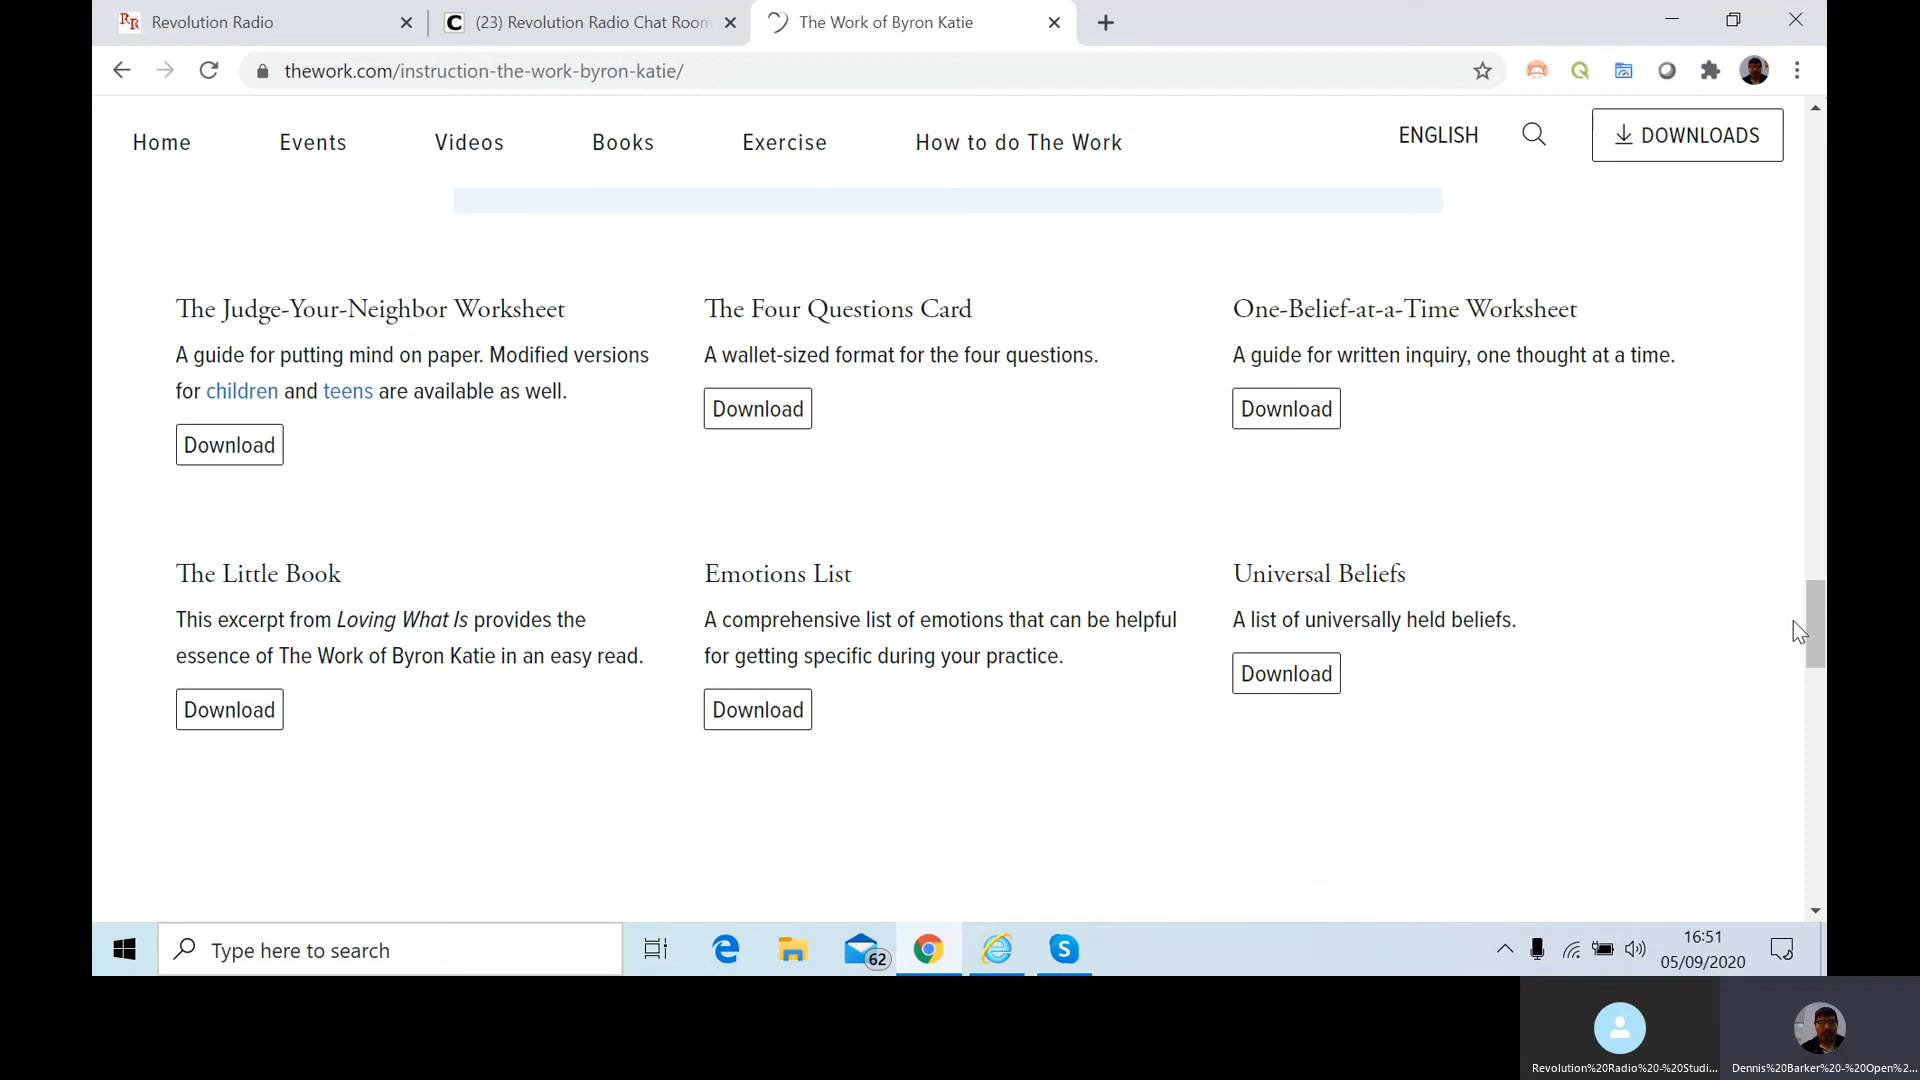 Revolution Radio
(23) Revolution Radio Chat Room
The Work of Byron Katie
thework.com/instruction-the-work-byron-katie/
Home
Events
Videos
Books
Exercise
How to do The Work
ENGLISH
DOWNLOADS
The Judge-Your-Neighbor Worksheet
A guide for putting mind on paper. Modified versions
for children and teens are available as well.
Download
The Four Questions Card
A wallet-sized format for the four questions.
Download
One-Belief-at-a-Time Worksheet
A guide for written inquiry, one thought at a time.
Download
The Little Book
This excerpt from Loving What Is provides the
essence of The Work of Byron Katie in an easy read.
Download
Emotions List
A comprehensive list of emotions that can be helpful
for getting specific during your practice.
Download
Universal Beliefs
A list of universally held beliefs.
Download
Type here to search
62
16:51
05/09/2020
Revolution%20Radio%20-%20Studi...
Dennis%20Barker%20-%20Open%2...